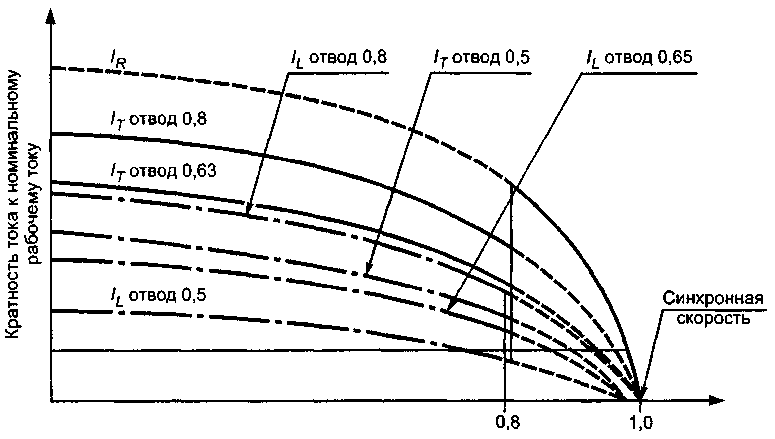 Кратность тока к номинальному
рабочему току
I_R
I_L отвод 0,8
I_T отвод 0,5
I_L отвод 0,65
I_T отвод 0,8
I_T отвод 0,63
I_L отвод 0,5
Синхронная
скорость
0,8
1,0